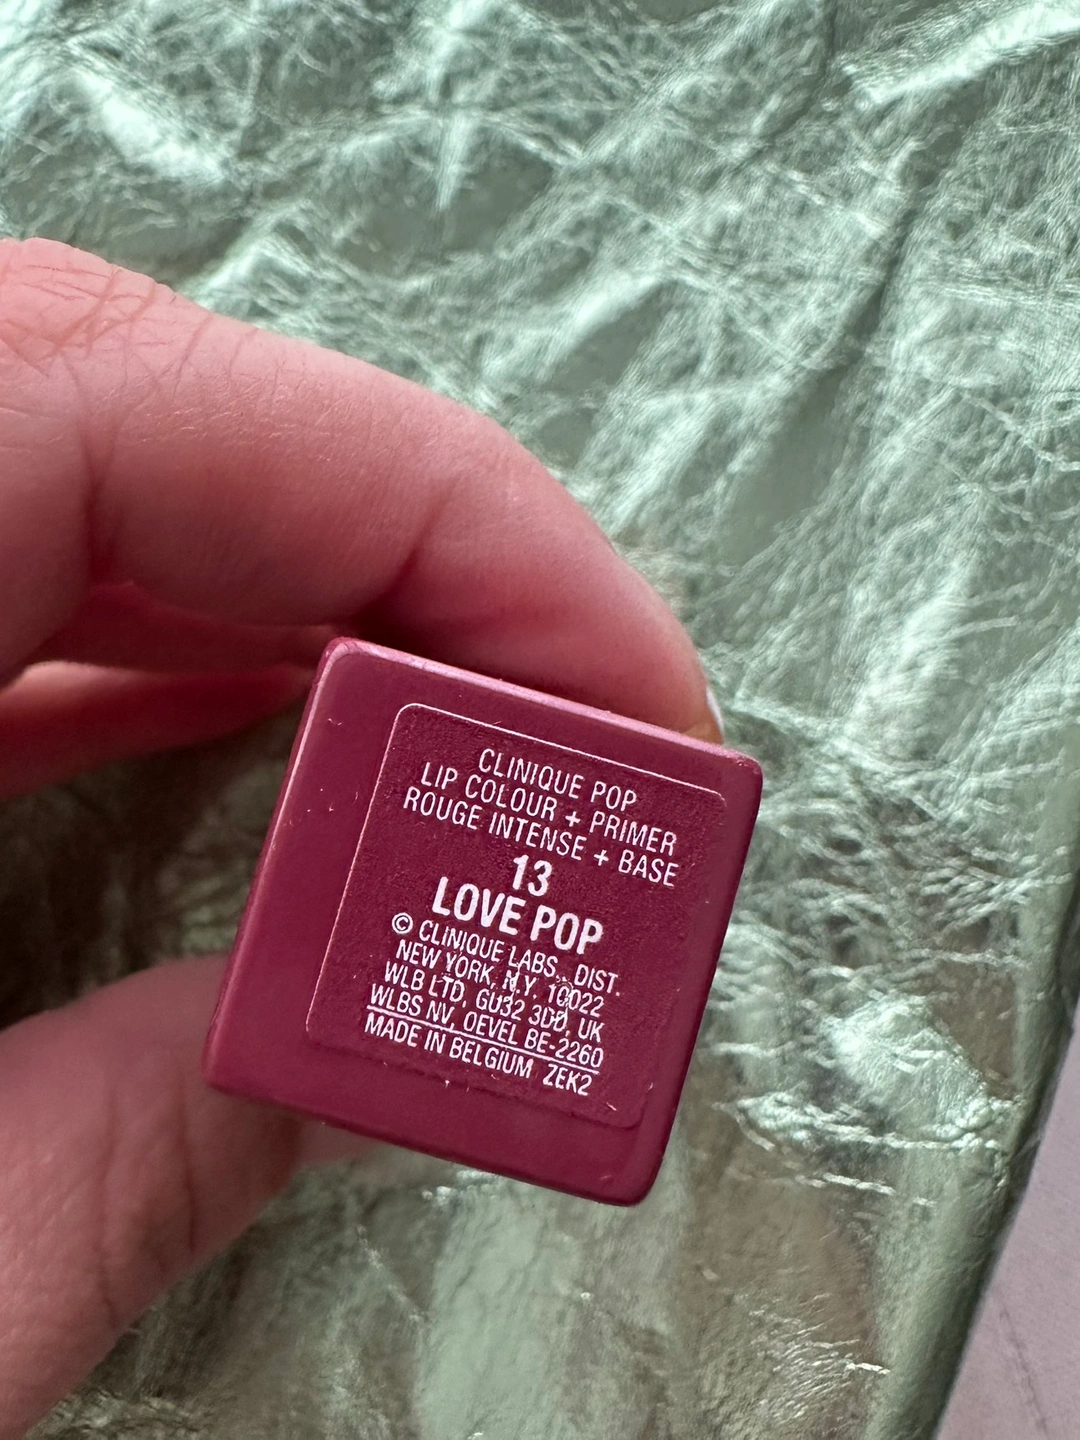 CLINIQUE POP
LIP COLOUR + PRIMER
ROUGE INTENSE + BASE
13
LOVE POP
© CLINIQUE LABS., DIST.
NEW YORK, N.Y. 10022
WLB LTD, GU32 3DD, UK
WLBS NV, OEVEL BE-2260
MADE IN BELGIUM ZEK2